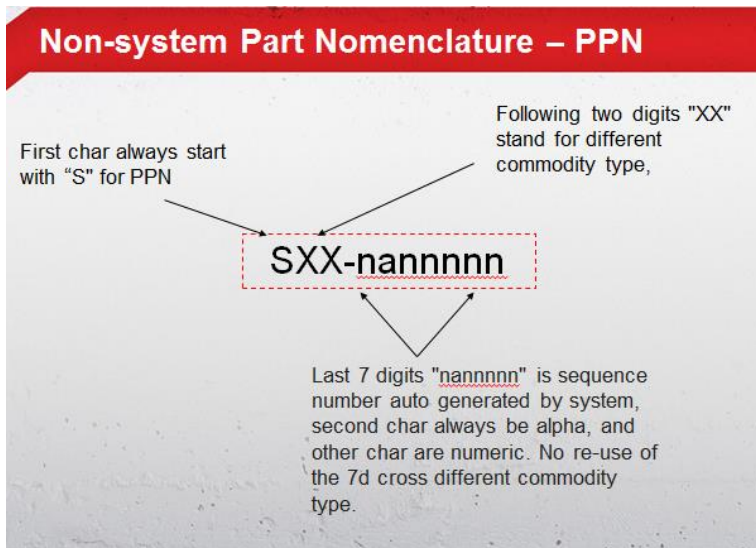 Non-system Part Nomenclature – PPN
First char always start
with “S" for PPN
Following two digits "XX"
stand for different
commodity type,
SXX-nannnnn
Last 7 digits "nannnnn" is sequence
number auto generated by system,
second char always be alpha, and
other char are numeric. No re-use of
the 7d cross different commodity
type.